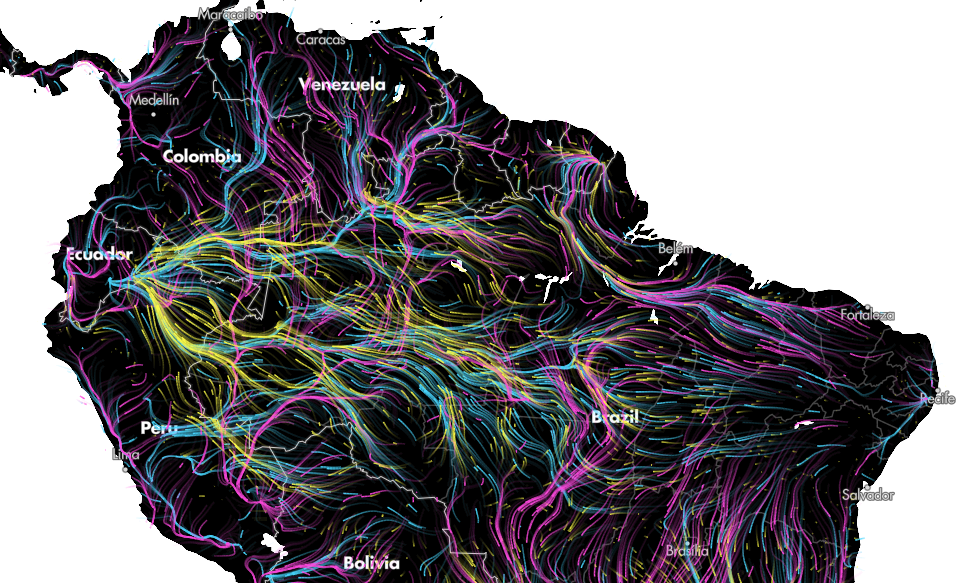 Maracaibo
Caracas
Venezuela
Medellín
Colombia
Ecuador
Belém
Fortaleza
Recife
Brazil
Peru
Lima
Salvador
Brasília
Bolivia